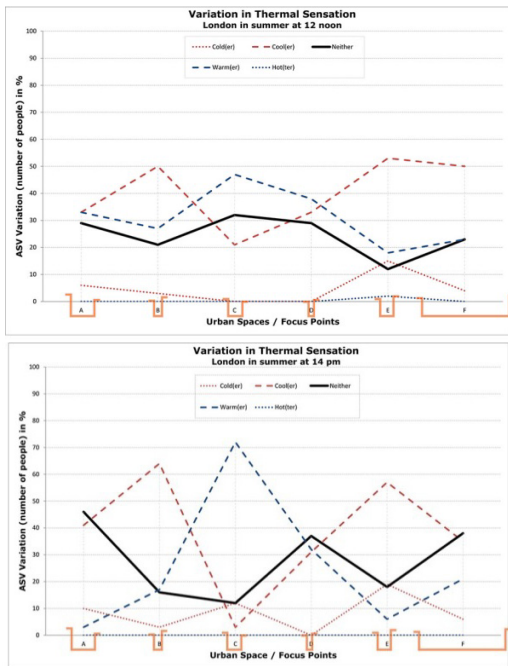 Variation in Thermal Sensation
London in summer at 12 noon
Cold(er) Cool(er) Neither
Warm(er) Hot(ter)
ASV Variation (number of people) in %
100
90
80
70
60
50
40
30
20
10
0
A B C D E F
Urban Spaces / Focus Points
Variation in Thermal Sensation
London in summer at 14 pm
Cold(er) Cool(er) Neither
Warm(er) Hot(ter)
ASV Variation (number of people) in %
100
90
80
70
60
50
40
30
20
10
0
A B C D E F
Urban Space / Focus Points